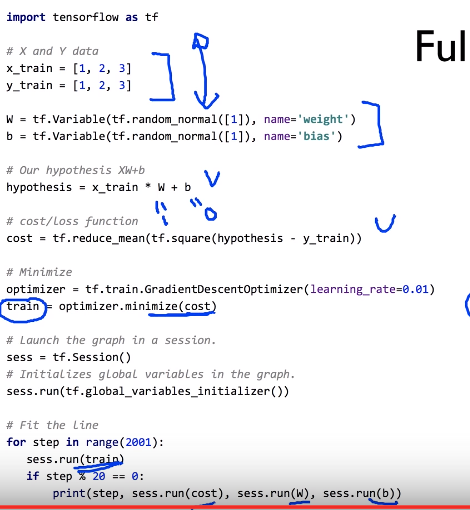 import tensorflow as tf
Ful
# X and Y data
x_train = [1, 2, 3]
y_train = [1, 2, 3]
W = tf.Variable(tf.random_normal([1]), name='weight')
b = tf.Variable(tf.random_normal([1]), name='bias')
# Our hypothesis XW+b
hypothesis = x_train * W + b
# cost/loss function
cost = tf.reduce_mean(tf.square(hypothesis - y_train))
# Minimize
optimizer = tf.train.GradientDescentOptimizer(learning_rate=0.01)
train = optimizer.minimize(cost)
# Launch the graph in a session.
sess = tf.Session()
# Initializes global variables in the graph.
sess.run(tf.global_variables_initializer())
# Fit the line
for step in range(2001):
sess.run(train)
if step % 20 == 0:
print(step, sess.run(cost), sess.run(W), sess.run(b))